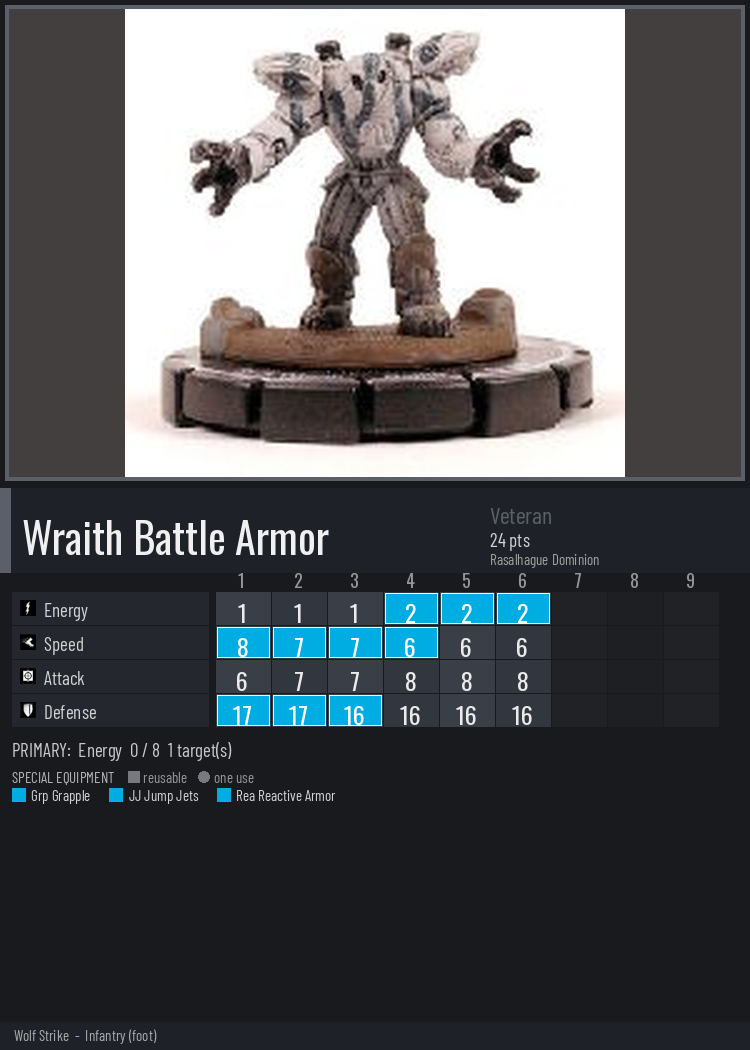 Wraith Battle Armor
Veteran
24 pts
Rasalhague Dominion
1 2 3 4 5 6 7 8 9
Energy 1 1 1 2 2 2
Speed 8 7 7 6 6 6
Attack 6 7 7 8 8 8
Defense 17 17 16 16 16 16
PRIMARY: Energy 0 / 8 1 target(s)
SPECIAL EQUIPMENT reusable one use
Grp Grapple JJ Jump Jets Rea Reactive Armor
Wolf Strike - Infantry (foot)